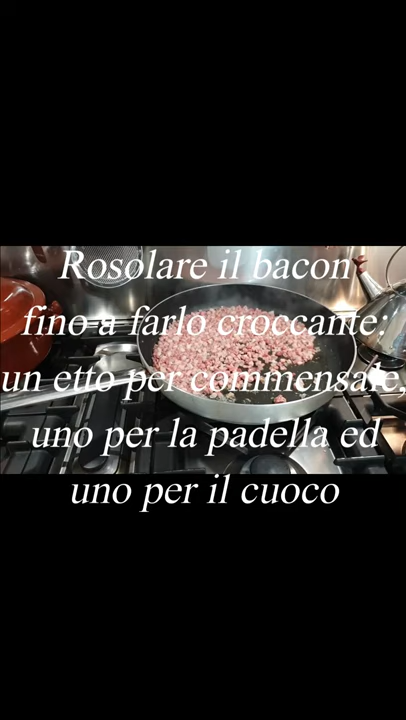 Rosolare il bacon
fino a farlo croccante:
un etto per commensale,
uno per la padella ed
uno per il cuoco